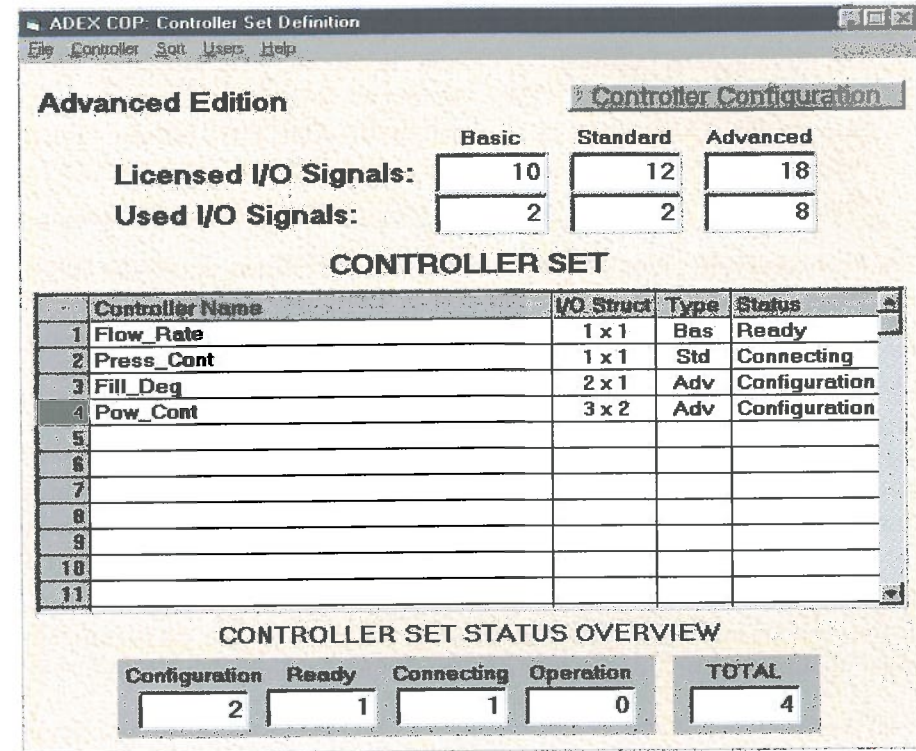 ADEX COP: Controller Set Definition
File Controller Sort Users Help
Advanced Edition
Controller Configuration
Basic Standard Advanced
Licensed I/O Signals: 10 12 18
Used I/O Signals: 2 2 8
CONTROLLER SET
Controller Name I/O Struct Type Status
1 Flow_Rate 1 x 1 Bas Ready
2 Press_Cont 1 x 1 Std Connecting
3 Fill_Deg 2 x 1 Adv Configuration
4 Pow_Cont 3 x 2 Adv Configuration
5
6
7
8
9
10
11
CONTROLLER SET STATUS OVERVIEW
Configuration Ready Connecting Operation TOTAL
2 1 1 0 4